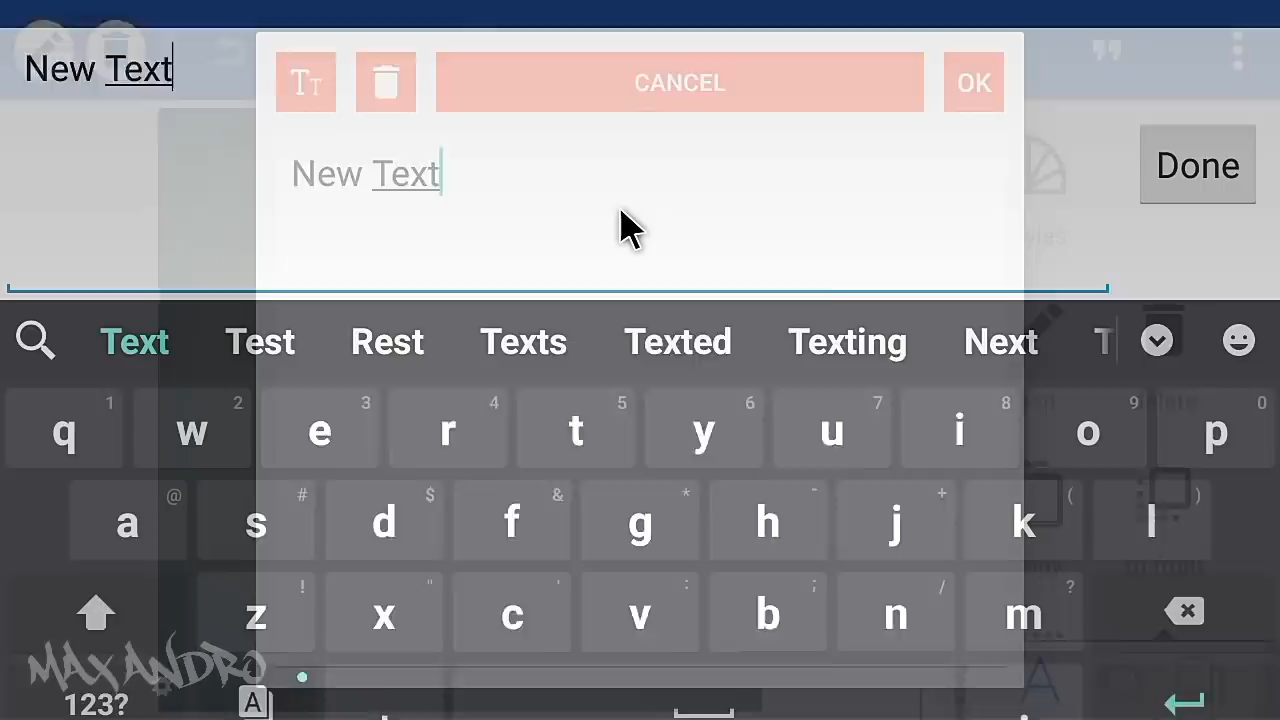 New Text
TT CANCEL OK
New Text
Done
Text Test Rest Texts Texted Texting Next T
1 2 3 4 5 6 7 8 9 0
q w e r t y u i o p
@ # $ & * - + ( )
a s d f g h j k l
! " ' : ; / ?
z x c v b n m
MAXANDRO
123? A